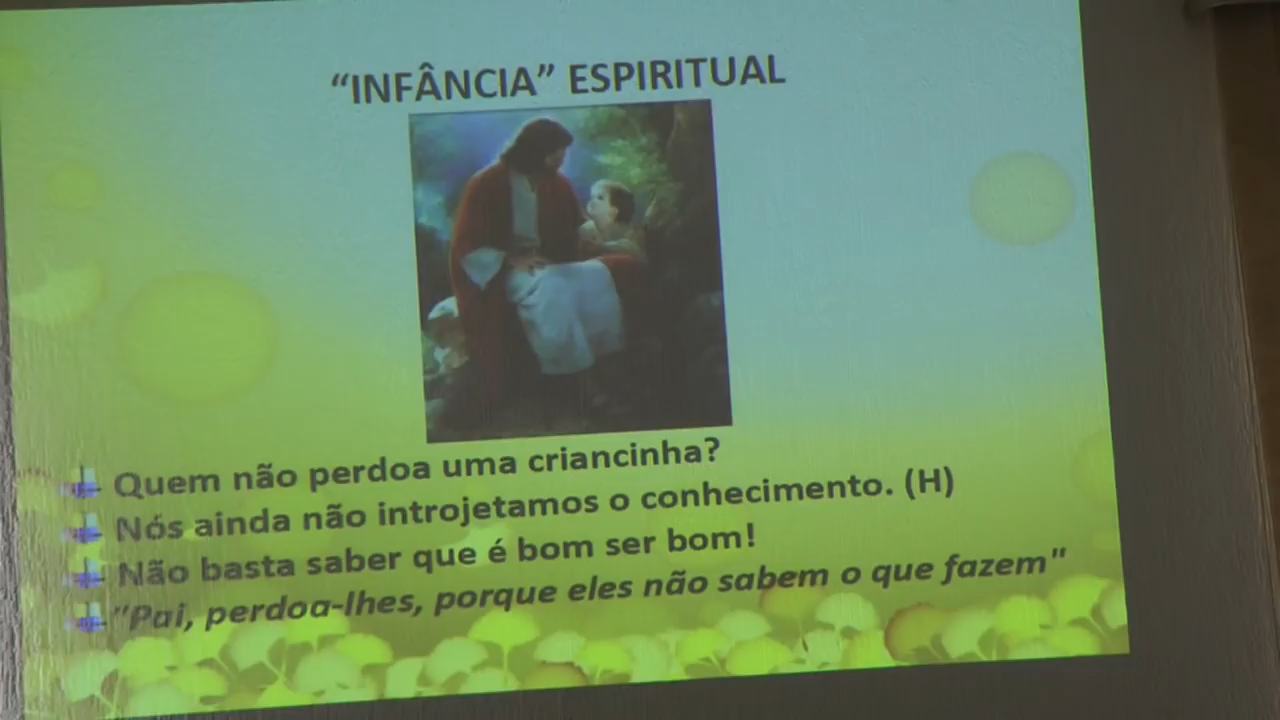 “INFÂNCIA” ESPIRITUAL
Quem não perdoa uma criancinha?
Nós ainda não introjetamos o conhecimento. (H)
Não basta saber que é bom ser bom!
"Pai, perdoa-lhes, porque eles não sabem o que fazem"